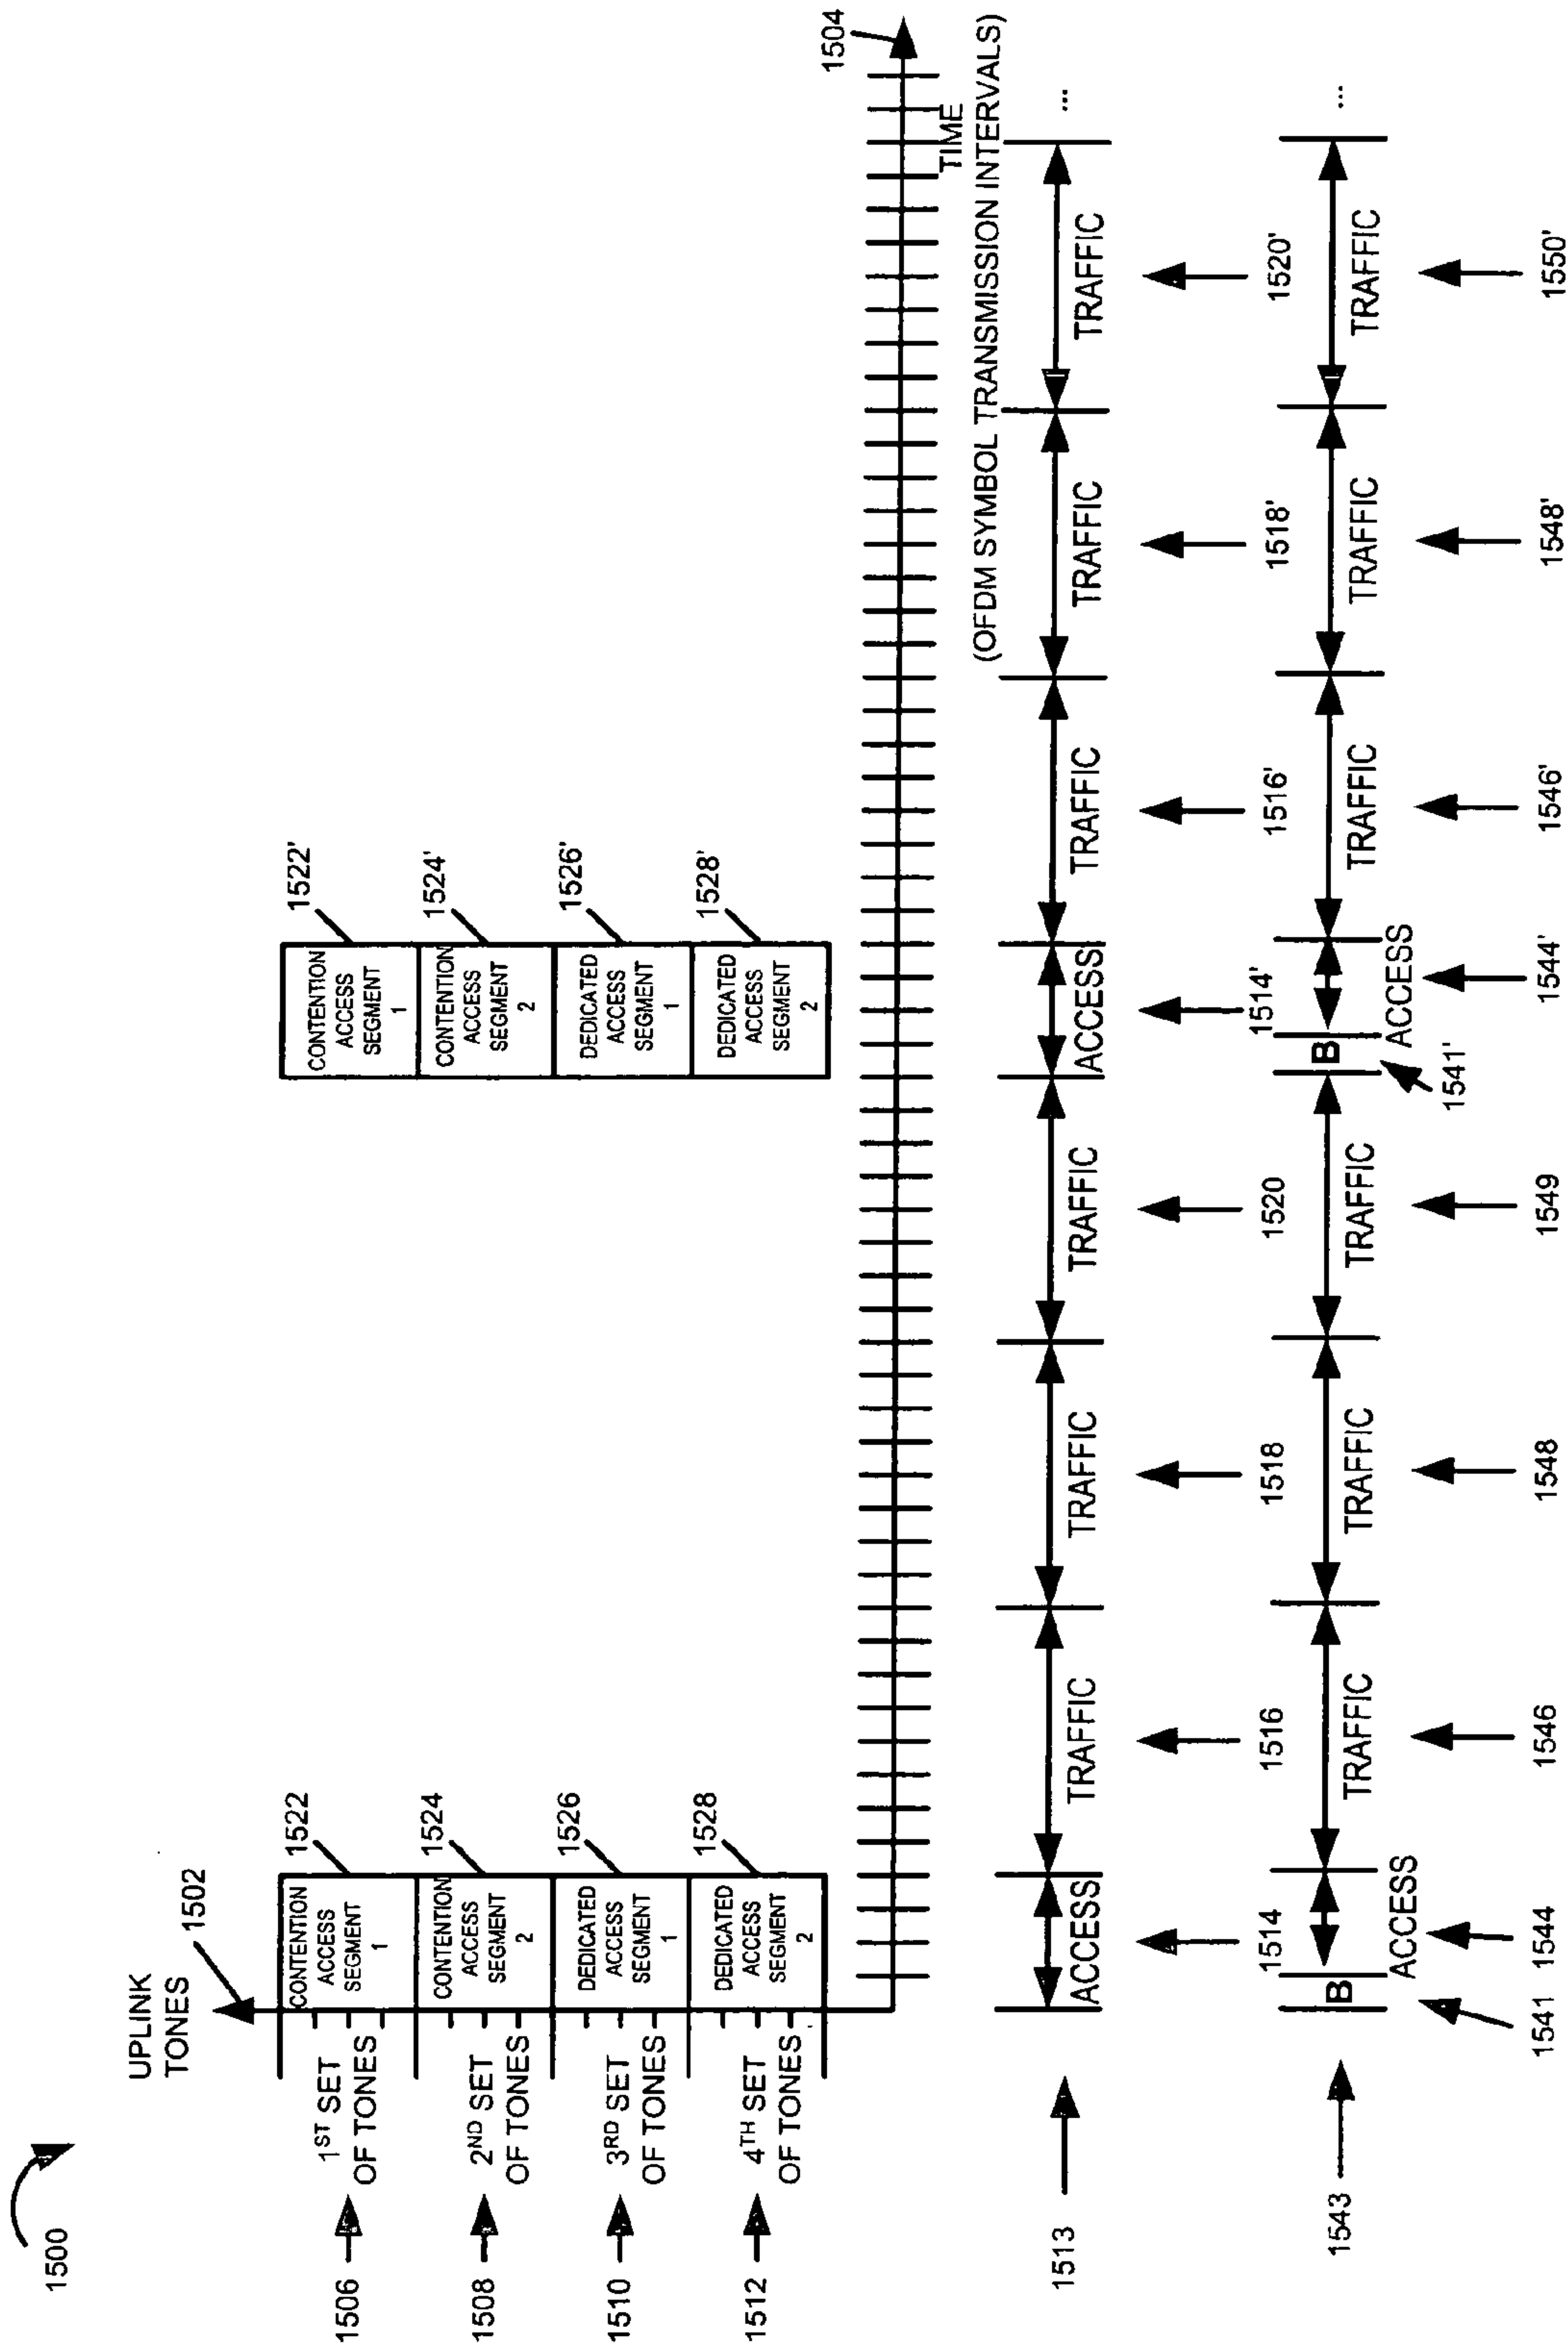 1500
UPLINK
TONES
1502
1506
1ST SET
OF TONES
1508
2ND SET
OF TONES
1510
3RD SET
OF TONES
1512
4TH SET
OF TONES
CONTENTION
ACCESS
SEGMENT
1
1522
CONTENTION
ACCESS
SEGMENT
2
1524
DEDICATED
ACCESS
SEGMENT
1
1526
DEDICATED
ACCESS
SEGMENT
2
1528
CONTENTION
ACCESS
SEGMENT
1
1522'
CONTENTION
ACCESS
SEGMENT
2
1524'
DEDICATED
ACCESS
SEGMENT
1
1526'
DEDICATED
ACCESS
SEGMENT
2
1528'
1504
TIME
(OFDM SYMBOL TRANSMISSION INTERVALS)
1513
ACCESS
TRAFFIC
TRAFFIC
TRAFFIC
ACCESS
TRAFFIC
TRAFFIC
TRAFFIC
...
1514
1516
1518
1520
1514'
1516'
1518'
1520'
1543
B
ACCESS
TRAFFIC
TRAFFIC
TRAFFIC
B
ACCESS
TRAFFIC
TRAFFIC
TRAFFIC
...
1541
1544
1546
1548
1549
1541'
1544'
1546'
1548'
1550'